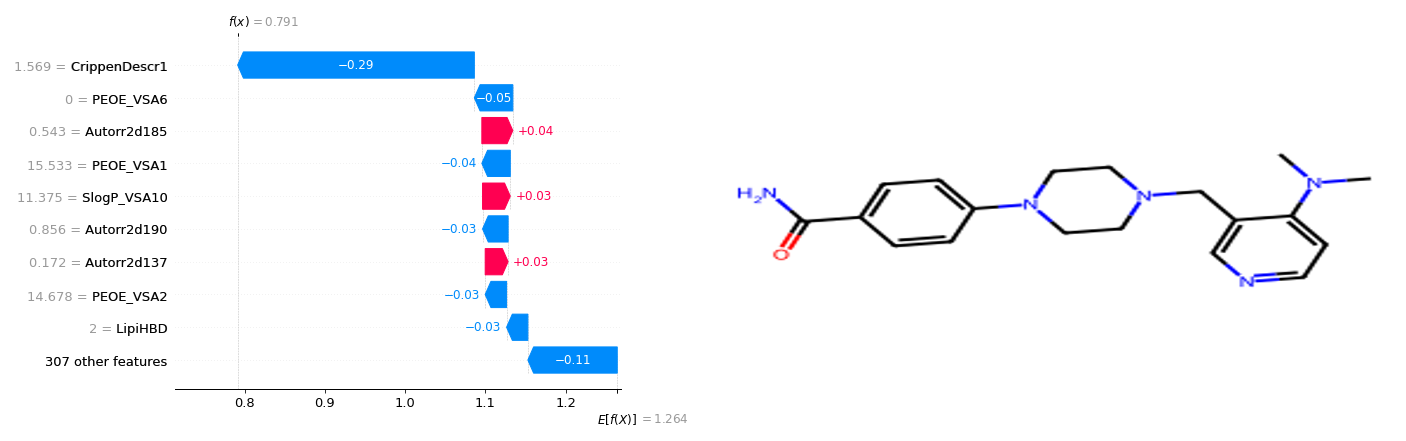 f(x) = 0.791
1.569 = CrippenDescr1
−0.29
0 = PEOE_VSA6
−0.05
0.543 = Autorr2d185
+0.04
15.533 = PEOE_VSA1
−0.04
11.375 = SlogP_VSA10
+0.03
0.856 = Autorr2d190
−0.03
0.172 = Autorr2d137
+0.03
14.678 = PEOE_VSA2
−0.03
2 = LipiHBD
−0.03
307 other features
−0.11
0.8 0.9 1.0 1.1 1.2
E[f(X)] = 1.264
H₂N
O
N
N
N
N